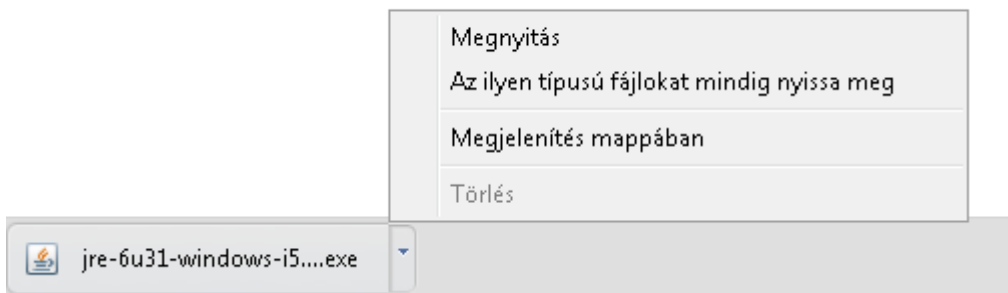 Megnyitás
Az ilyen típusú fájlokat mindig nyissa meg
Megjelenítés mappában
Törlés
jre-6u31-windows-i5....exe